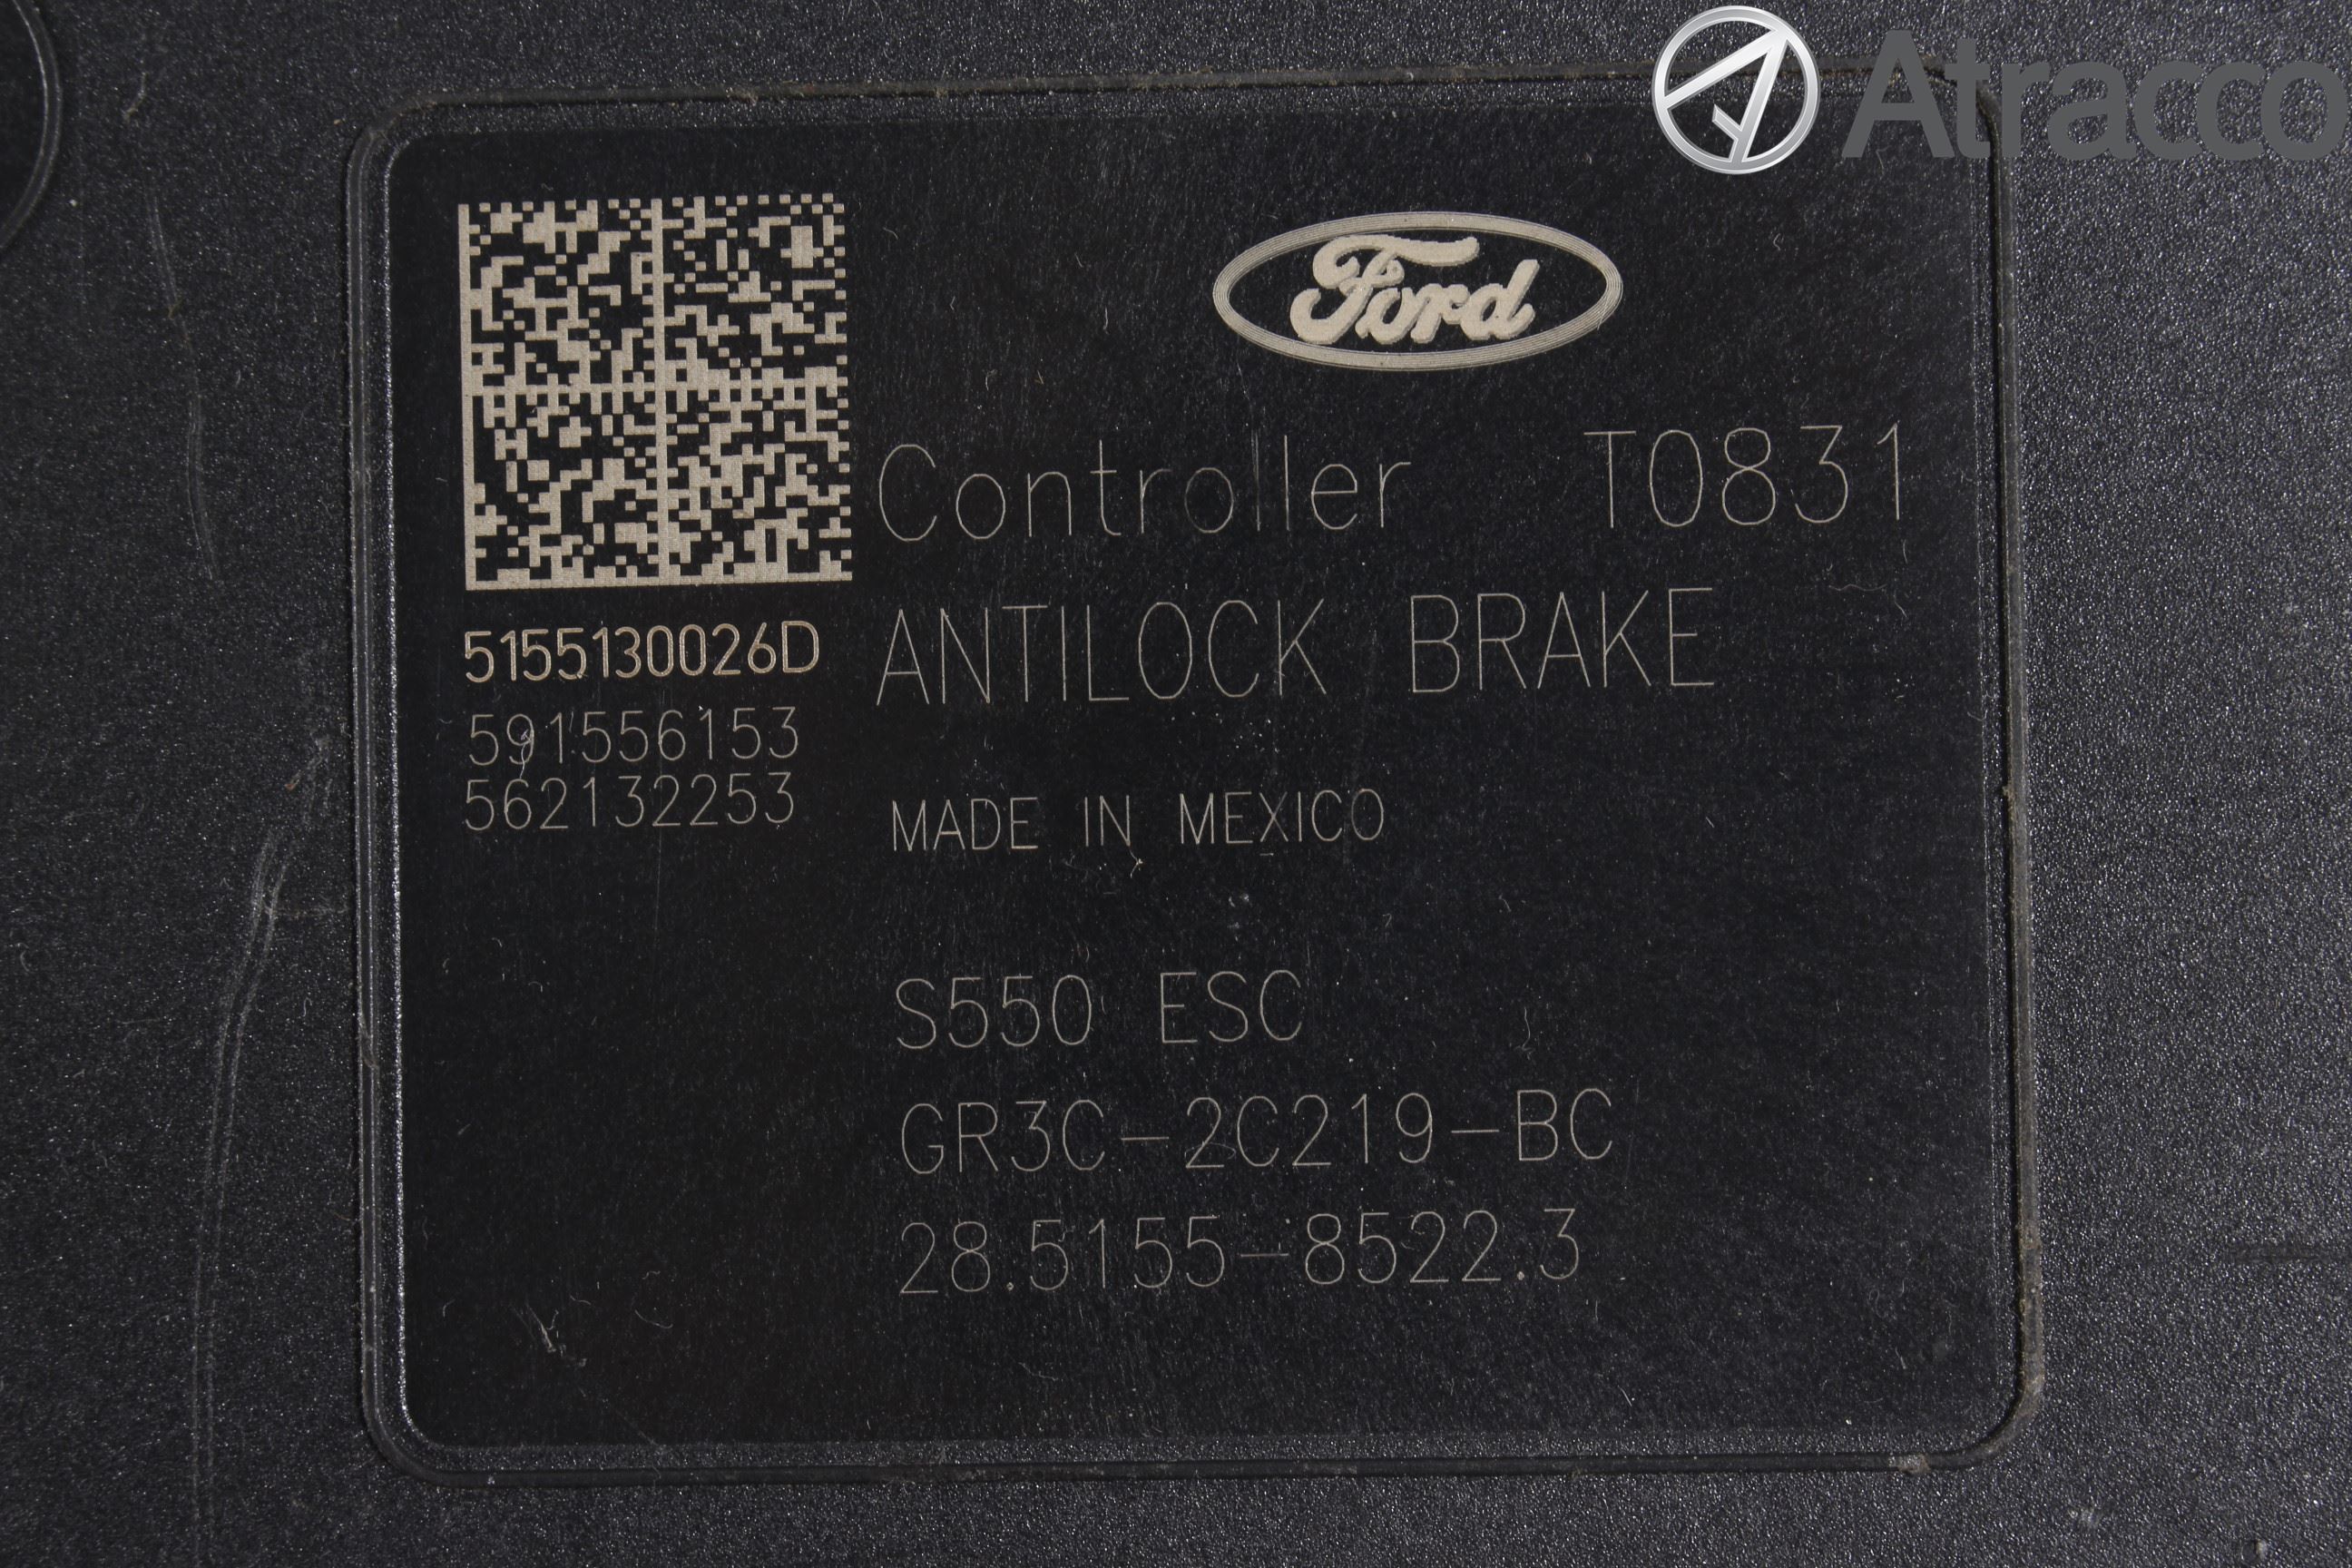 Atracco
Ford
Controller T0831
ANTILOCK BRAKE
5155130026D
591556153
562132253
MADE IN MEXICO
S550 ESC
GR3C-2C219-BC
28.5155-8522.3